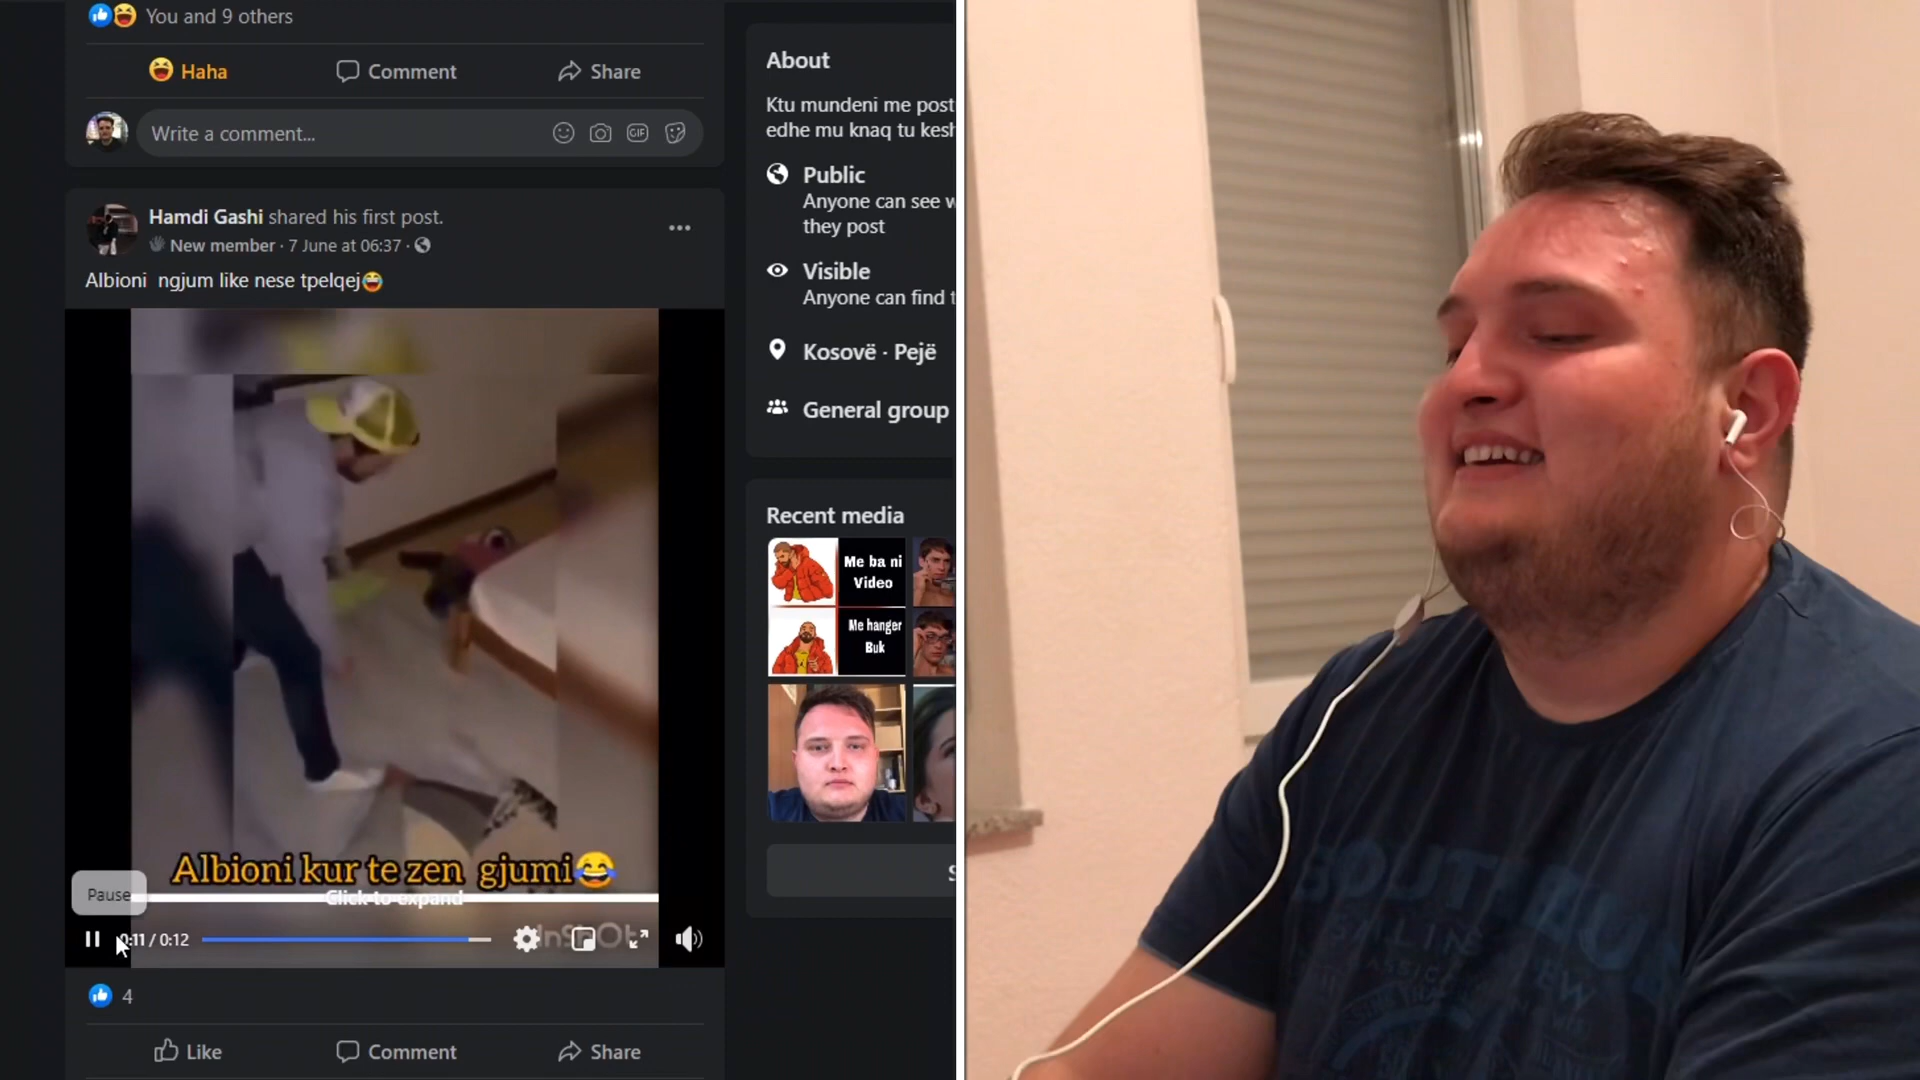 You and 9 others
Haha
Comment
Share
Write a comment...
GIF
Hamdi Gashi shared his first post.
New member · 7 June at 06:37 ·
Albioni ngjum like nese tpelqej
Albioni kur te zen gjumi
Click to expand
Pause
0:11 / 0:12
InShOt
4
Like
Comment
Share
About
Ktu mundeni me post
edhe mu knaq tu kesh
Public
Anyone can see w
they post
Visible
Anyone can find t
Kosovë · Pejë
General group
Recent media
Me ba ni
Video
Me hanger
Buk
S